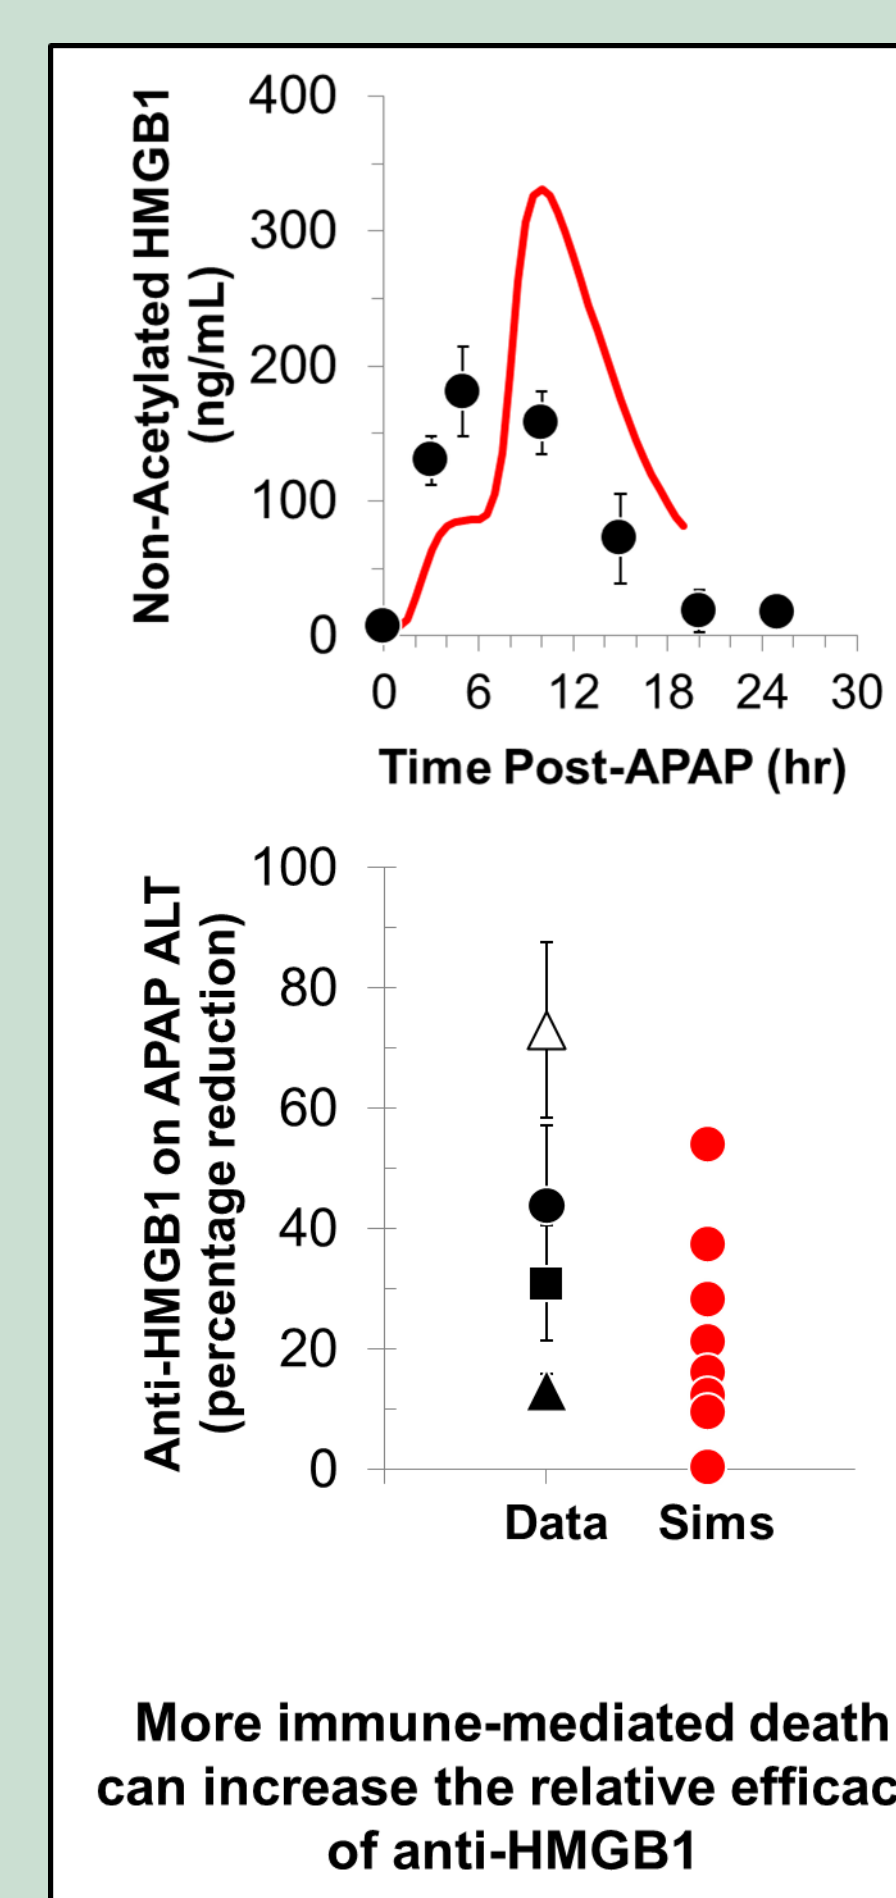 Non-Acetylated HMGB1
(ng/mL)
400
300
200
100
0
0 6 12 18 24 30
Time Post-APAP (hr)
Anti-HMGB1 on APAP ALT
(percentage reduction)
100
80
60
40
20
0
Data Sims
More immune-mediated death
can increase the relative efficac
of anti-HMGB1